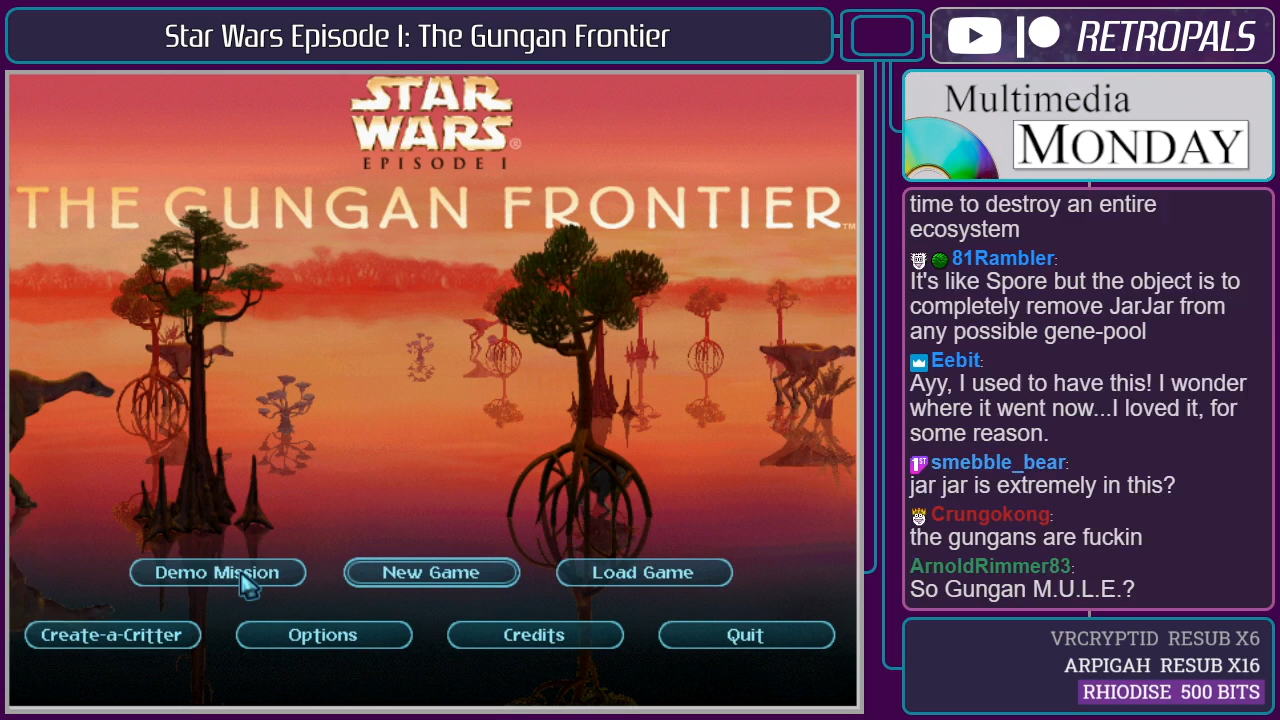 Star Wars Episode I: The Gungan Frontier
RETROPALS
STAR
WARS®
EPISODE I
THE GUNGAN FRONTIER™
Demo Mission
New Game
Load Game
Create-a-Critter
Options
Credits
Quit
Multimedia
MONDAY
time to destroy an entire
ecosystem
81Rambler:
It's like Spore but the object is to
completely remove JarJar from
any possible gene-pool
Eebit:
Ayy, I used to have this! I wonder
where it went now...I loved it, for
some reason.
1ST smebble_bear:
jar jar is extremely in this?
Crungokong:
the gungans are fuckin
ArnoldRimmer83:
So Gungan M.U.L.E.?
VRCRYPTID RESUB X6
ARPIGAH RESUB X16
RHIODISE 500 BITS